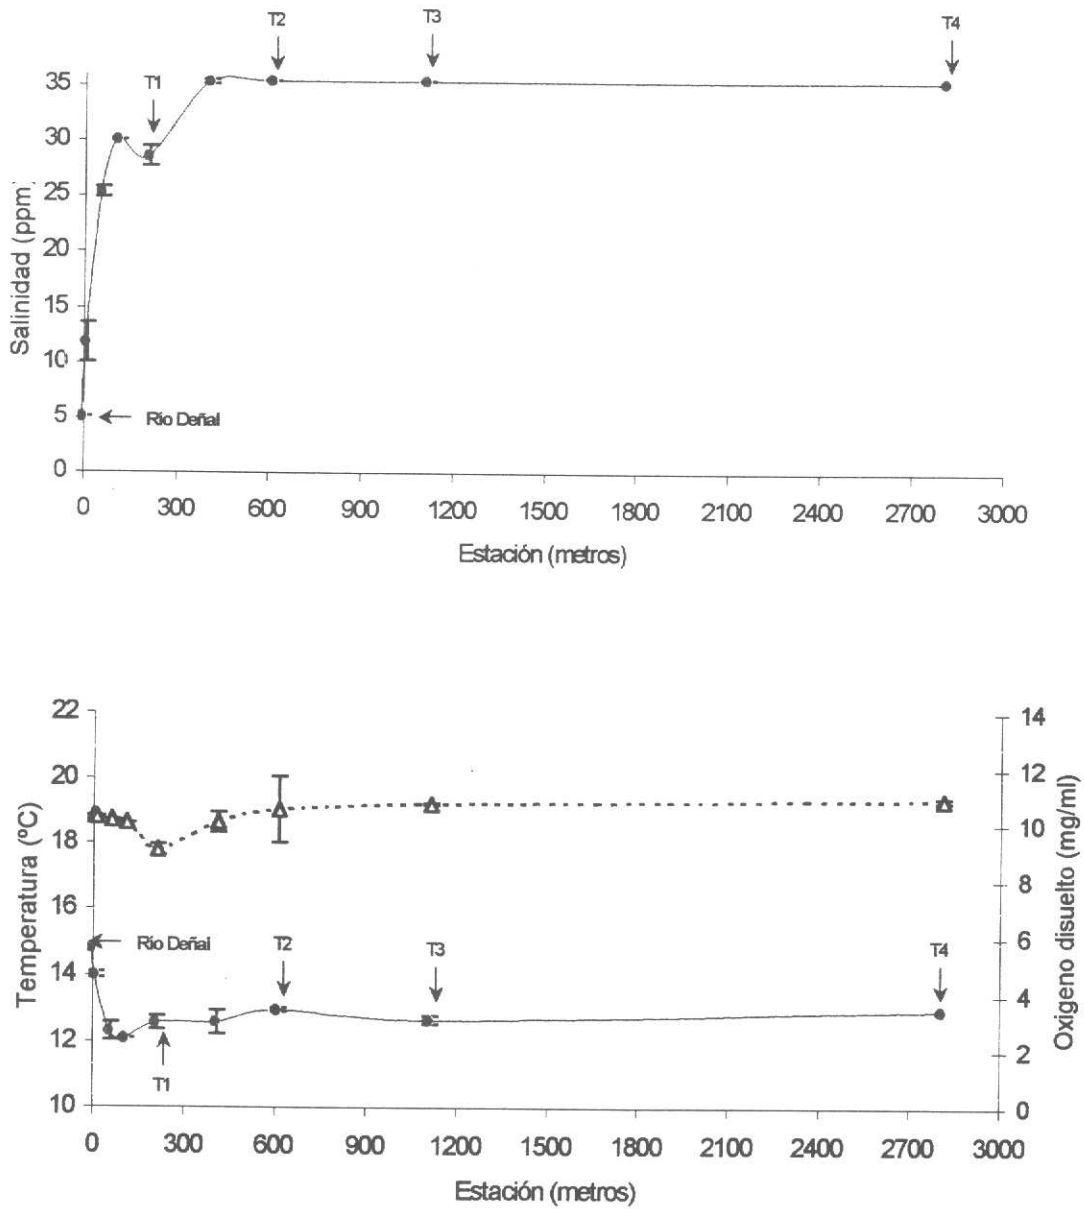 T2
T3
T4
T1
35
30
25
20
15
10
5
0
Salinidad (ppm)
Río Deñal
0 300 600 900 1200 1500 1800 2100 2400 2700 3000
Estación (metros)
22
20
18
16
14
12
10
Temperatura (ºC)
14
12
10
8
6
4
2
0
Oxigeno disuelto (mg/ml)
Río Deñal
T2
T3
T4
T1
0 300 600 900 1200 1500 1800 2100 2400 2700 3000
Estación (metros)